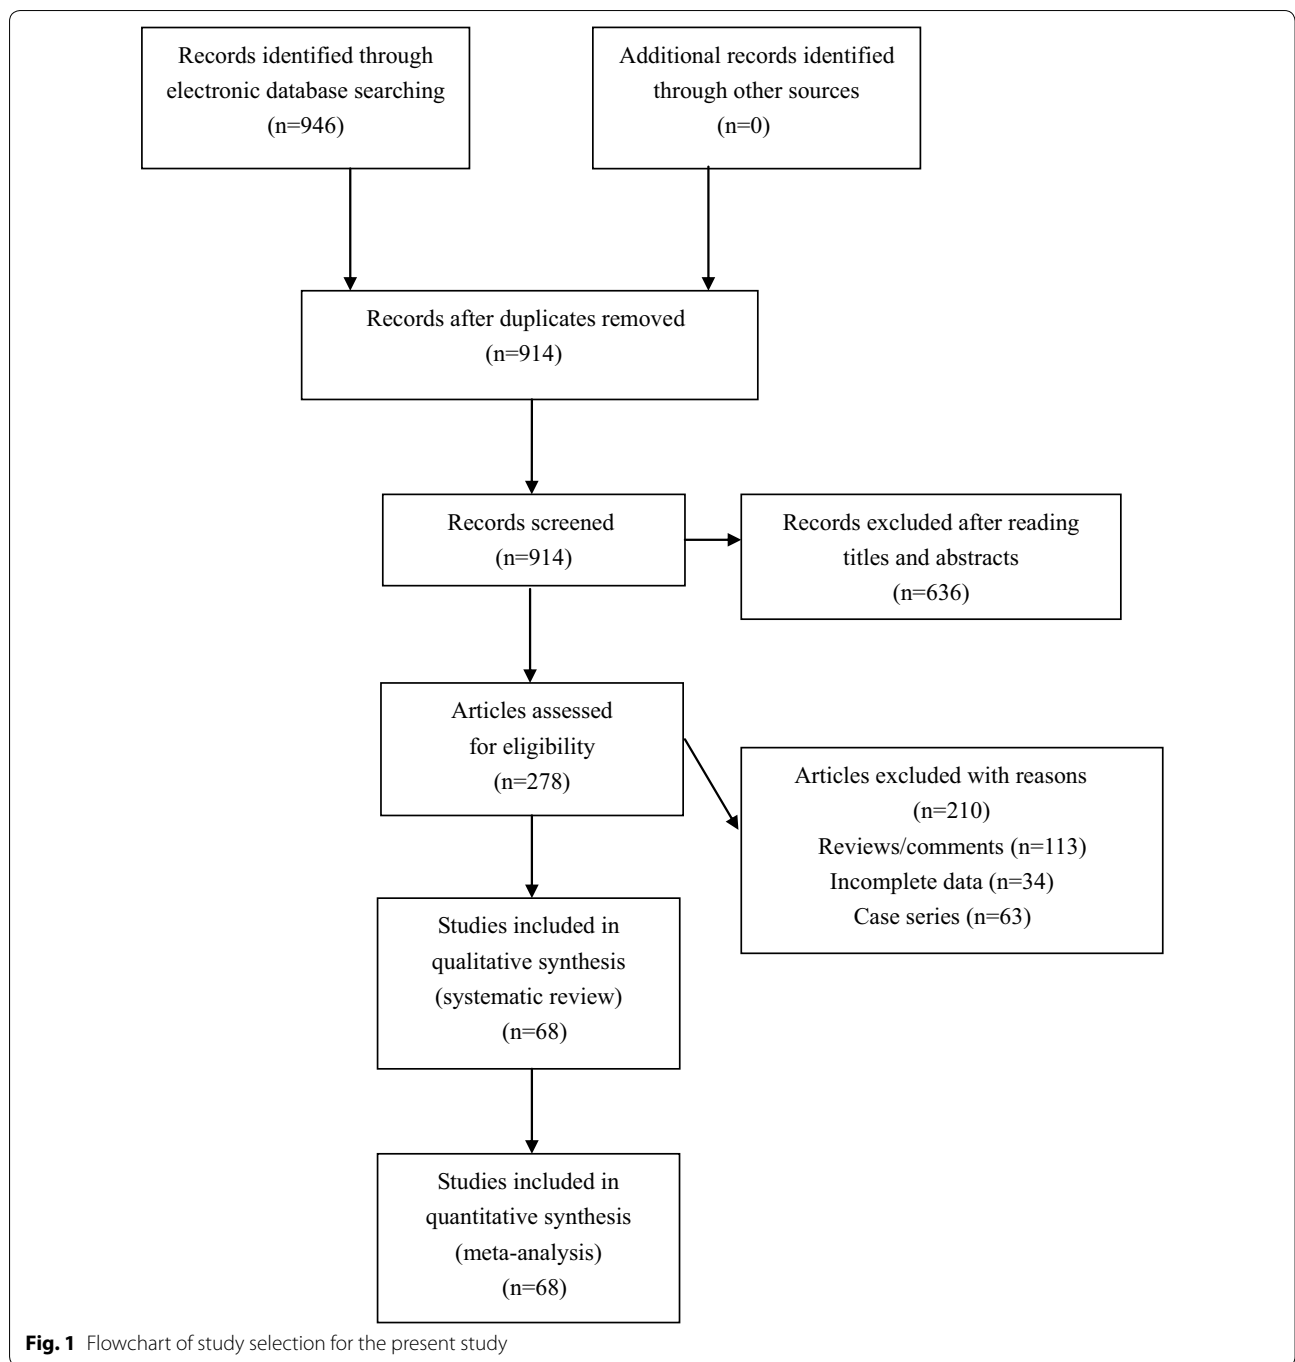 Records identified through
electronic database searching
(n=946)
Additional records identified
through other sources
(n=0)
Records after duplicates removed
(n=914)
Records screened
(n=914)
Records excluded after reading
titles and abstracts
(n=636)
Articles assessed
for eligibility
(n=278)
Articles excluded with reasons
(n=210)
Reviews/comments (n=113)
Incomplete data (n=34)
Case series (n=63)
Studies included in
qualitative synthesis
(systematic review)
(n=68)
Studies included in
quantitative synthesis
(meta-analysis)
(n=68)
Fig. 1 Flowchart of study selection for the present study